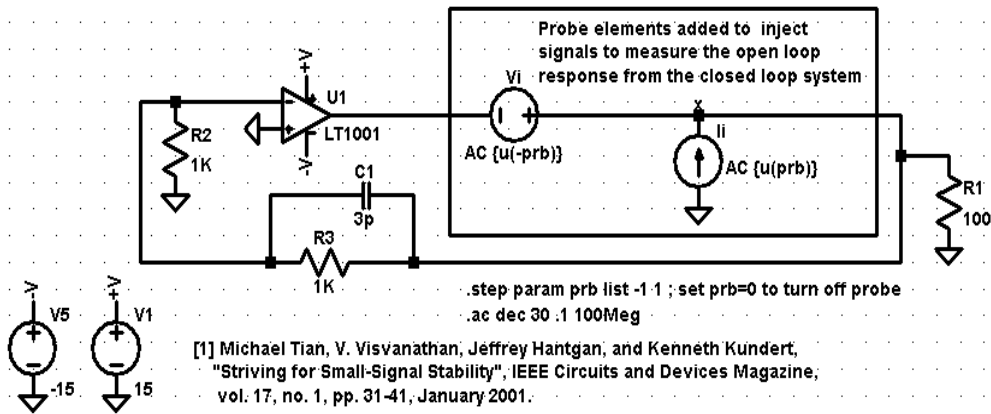 Probe elements added to inject
signals to measure the open loop
response from the closed loop system
+V
U1
LT1001
-V
Vi
AC {u(-prb)}
x
Ii
AC {u(prb)}
R2
1K
C1
3p
R3
1K
R1
100
.step param prb list -1 1 ; set prb=0 to turn off probe
.ac dec 30 .1 100Meg
-V
V5
-15
+V
V1
15
[1] Michael Tian, V. Visvanathan, Jeffrey Hantgan, and Kenneth Kundert,
"Striving for Small-Signal Stability", IEEE Circuits and Devices Magazine,
vol. 17, no. 1, pp. 31-41, January 2001.